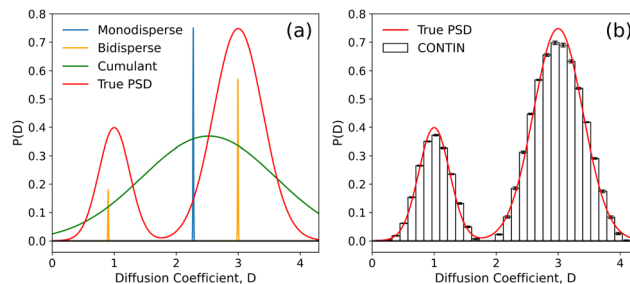 (a)
Monodisperse
Bidisperse
Cumulant
True PSD
P(D)
0.8
0.7
0.6
0.5
0.4
0.3
0.2
0.1
0.0
0 1 2 3 4
Diffusion Coefficient, D
(b)
True PSD
CONTIN
P(D)
0.8
0.7
0.6
0.5
0.4
0.3
0.2
0.1
0.0
0 1 2 3 4
Diffusion Coefficient, D